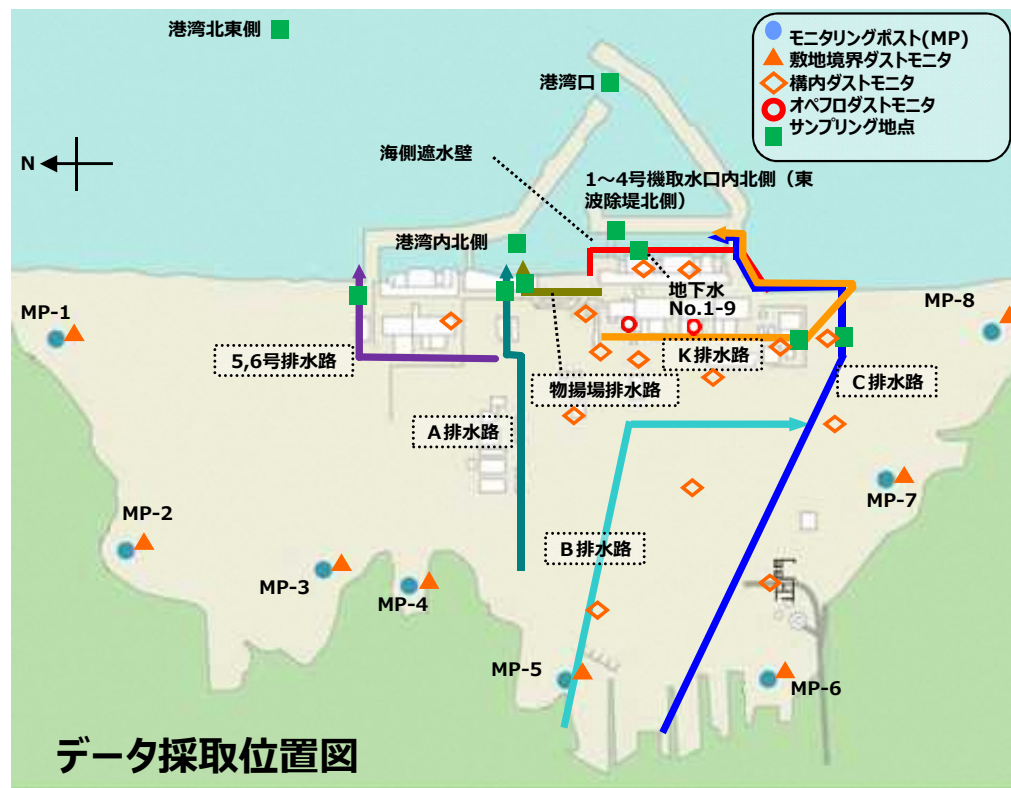 港湾北東側
港湾口
モニタリングポスト(MP)
敷地境界ダストモニタ
構内ダストモニタ
オペフロダストモニタ
サンプリング地点
N
海側遮水壁
1～4号機取水口内北側（東
波除堤北側）
港湾内北側
地下水
No.1-9
MP-1
MP-8
5,6号排水路
K排水路
物揚場排水路
C排水路
A排水路
MP-7
MP-2
B排水路
MP-3
MP-4
MP-5
MP-6
データ採取位置図